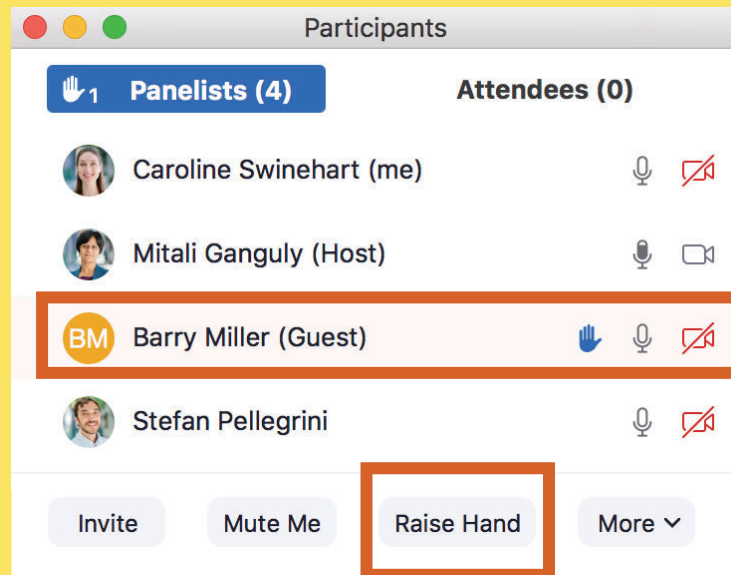 Participants
1 Panelists (4) Attendees (0)
Caroline Swinehart (me)
Mitali Ganguly (Host)
BM Barry Miller (Guest)
Stefan Pellegrini
Invite Mute Me Raise Hand More